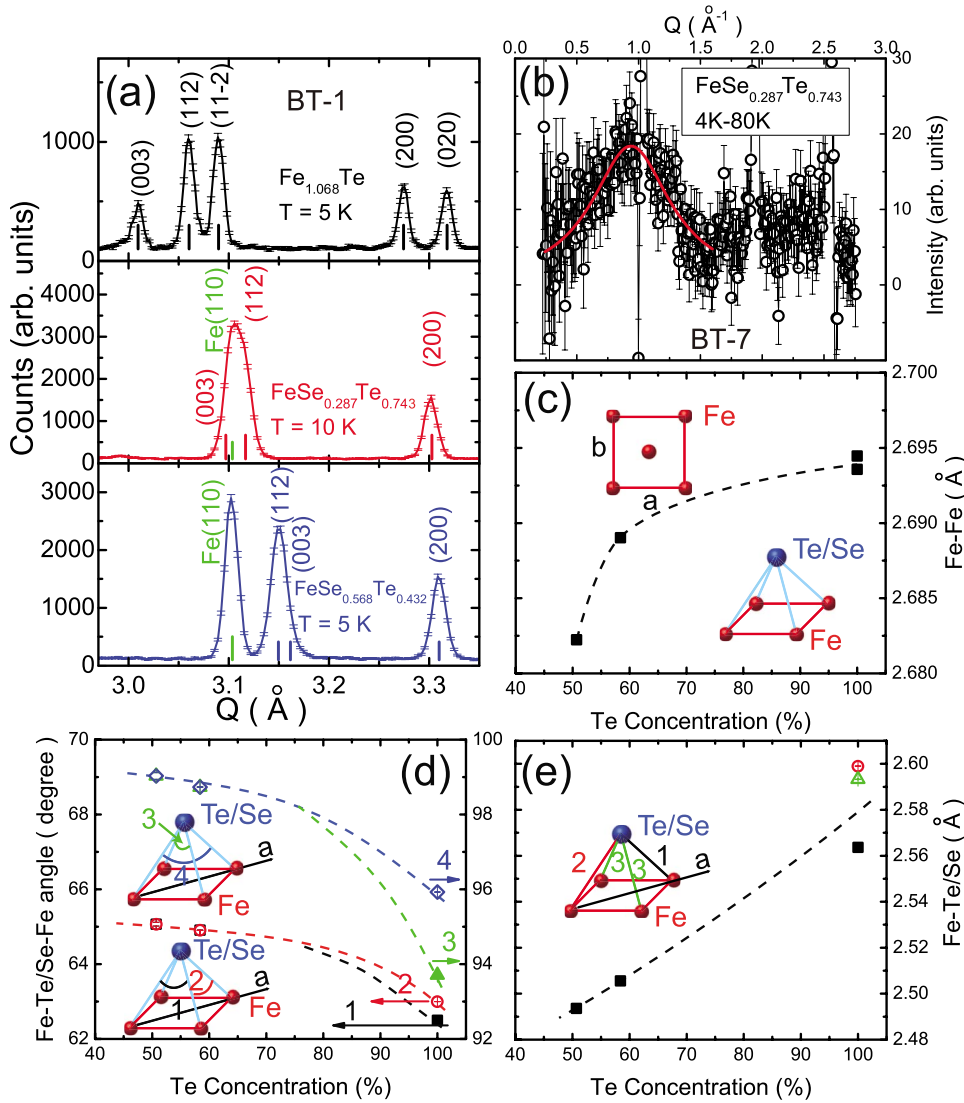 (a)
BT-1
(003)
(112)
(11-2)
(200)
(020)
Fe1.068Te
T = 5 K
1000
0
Fe(110)
(112)
(003)
(200)
FeSe0.287Te0.743
T = 10 K
4000
3000
2000
1000
0
Fe(110)
(112)
(003)
(200)
FeSe0.568Te0.432
T = 5 K
3000
2000
1000
0
Counts (arb. units)
3.0 3.1 3.2 3.3
Q ( Å )
Q ( Å-1
0.0 0.5 1.0 1.5 2.0 2.5 3.0
(b)
FeSe0.287Te0.743
4K-80K
BT-7
30
20
10
0
Intensity (arb. units)
(c)
Fe
b
a
Te/Se
Fe
2.700
2.695
2.690
2.685
2.680
Fe-Fe ( Å )
40 50 60 70 80 90 100
Te Concentration (%)
(d)
Fe-Te/Se-Fe angle ( degree
70
68
66
64
62
100
98
96
94
92
3
Te/Se
a
4
Fe
4
3
Te/Se
a
2
1
Fe
2
1
40 50 60 70 80 90 100
Te Concentration (%)
(e)
Te/Se
2
3
3
1
a
Fe
2.60
2.58
2.56
2.54
2.52
2.50
2.48
Fe-Te/Se ( Å )
40 50 60 70 80 90 100
Te Concentration (%)